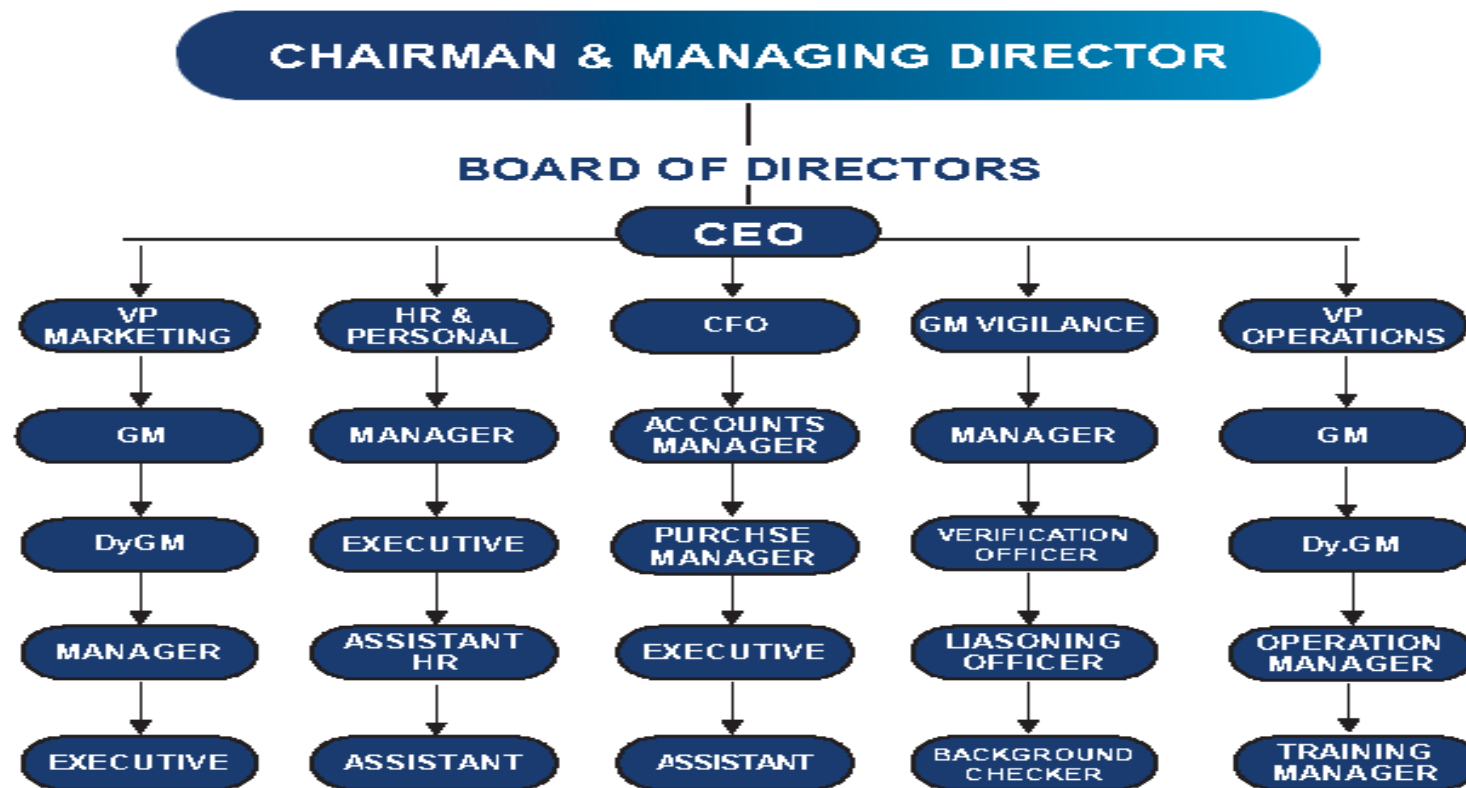 CHAIRMAN & MANAGING DIRECTOR
BOARD OF DIRECTORS
CEO
VP
MARKETING
HR &
PERSONAL
CFO
GM VIGILANCE
VP
OPERATIONS
GM
MANAGER
ACCOUNTS
MANAGER
MANAGER
GM
DyGM
EXECUTIVE
PURCHSE
MANAGER
VERIFICATION
OFFICER
Dy.GM
MANAGER
ASSISTANT
HR
EXECUTIVE
LIASONING
OFFICER
OPERATION
MANAGER
EXECUTIVE
ASSISTANT
ASSISTANT
BACKGROUND
CHECKER
TRAINING
MANAGER